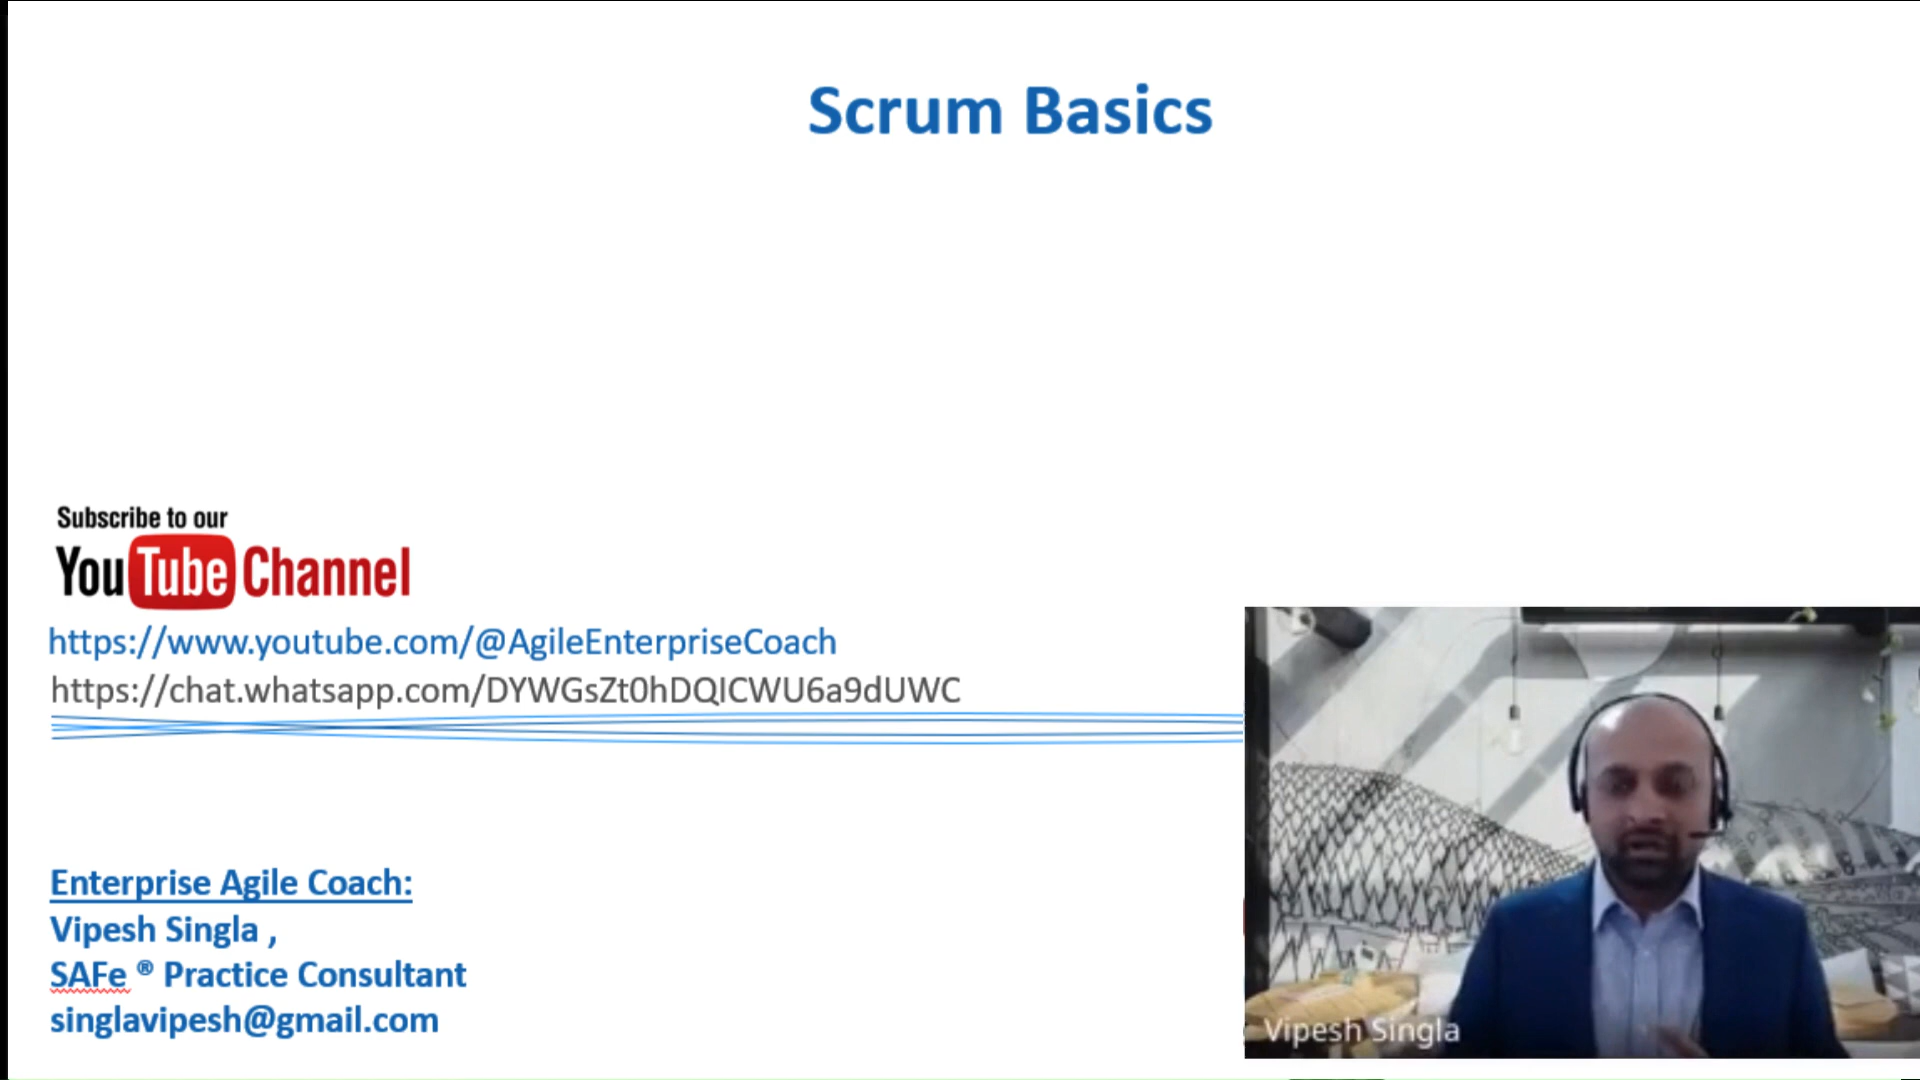 Scrum Basics
Subscribe to our
YouTube Channel
https://www.youtube.com/@AgileEnterpriseCoach
https://chat.whatsapp.com/DYWGsZt0hDQICWU6a9dUWC
Enterprise Agile Coach:
Vipesh Singla ,
SAFe ® Practice Consultant
singlavipesh@gmail.com
Vipesh Singla